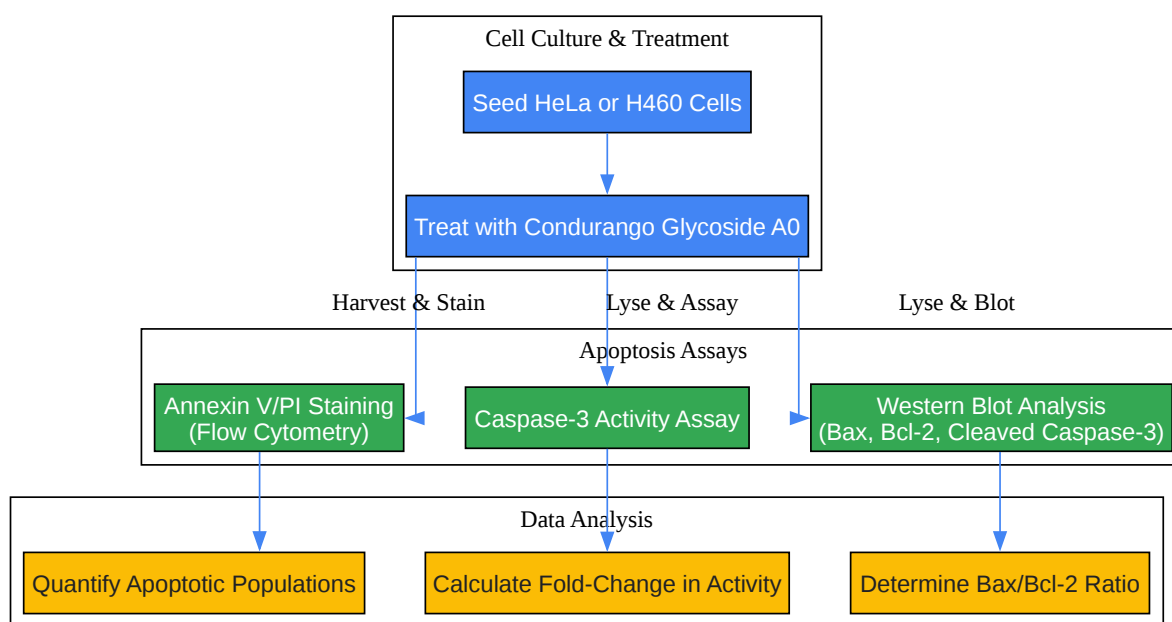 Cell Culture & Treatment
Seed HeLa or H460 Cells
Treat with Condurango Glycoside A0
Harvest & Stain
Lyse & Assay
Lyse & Blot
Apoptosis Assays
Annexin V/PI Staining
(Flow Cytometry)
Caspase-3 Activity Assay
Western Blot Analysis
(Bax, Bcl-2, Cleaved Caspase-3)
Data Analysis
Quantify Apoptotic Populations
Calculate Fold-Change in Activity
Determine Bax/Bcl-2 Ratio